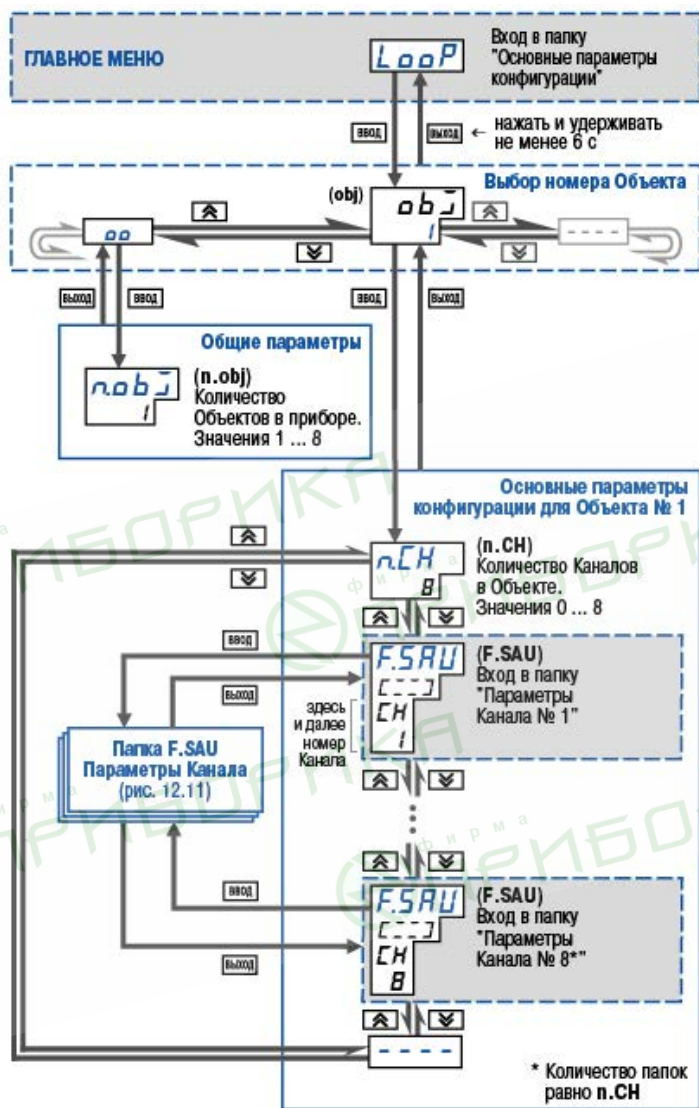 ГЛАВНОЕ МЕНЮ
LooP
Вход в папку
"Основные параметры
конфигурации"
ВВОД
ВЫХОД
← нажать и удерживать
не менее 6 с
Выбор номера Объекта
(obj)
obJ
1
oo
- - - -
ВЫХОД
ВВОД
ВВОД
ВЫХОД
Общие параметры
n.obJ
1
(n.obj)
Количество
Объектов в приборе.
Значения 1 ... 8
Основные параметры
конфигурации для Объекта № 1
n.CH
8
(n.CH)
Количество Каналов
в Объекте.
Значения 0 ... 8
ВВОД
ВЫХОД
F.SAU
[---]
CH
1
(F.SAU)
Вход в папку
"Параметры
Канала № 1"
здесь
и далее
номер
Канала
Папка F.SAU
Параметры Канала
(рис. 12.11)
ВВОД
ВЫХОД
F.SAU
[---]
CH
8
(F.SAU)
Вход в папку
"Параметры
Канала № 8*"
- - - -
* Количество папок
равно n.CH
фирма
ПРИБОРИКА